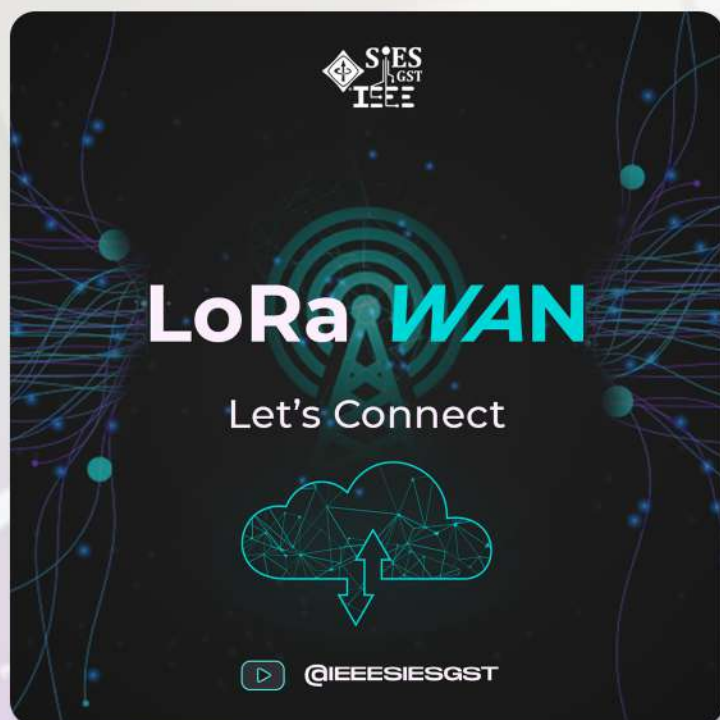 SIES
GST
IEEE
LoRa WAN
Let's Connect
@IEEESIESGST